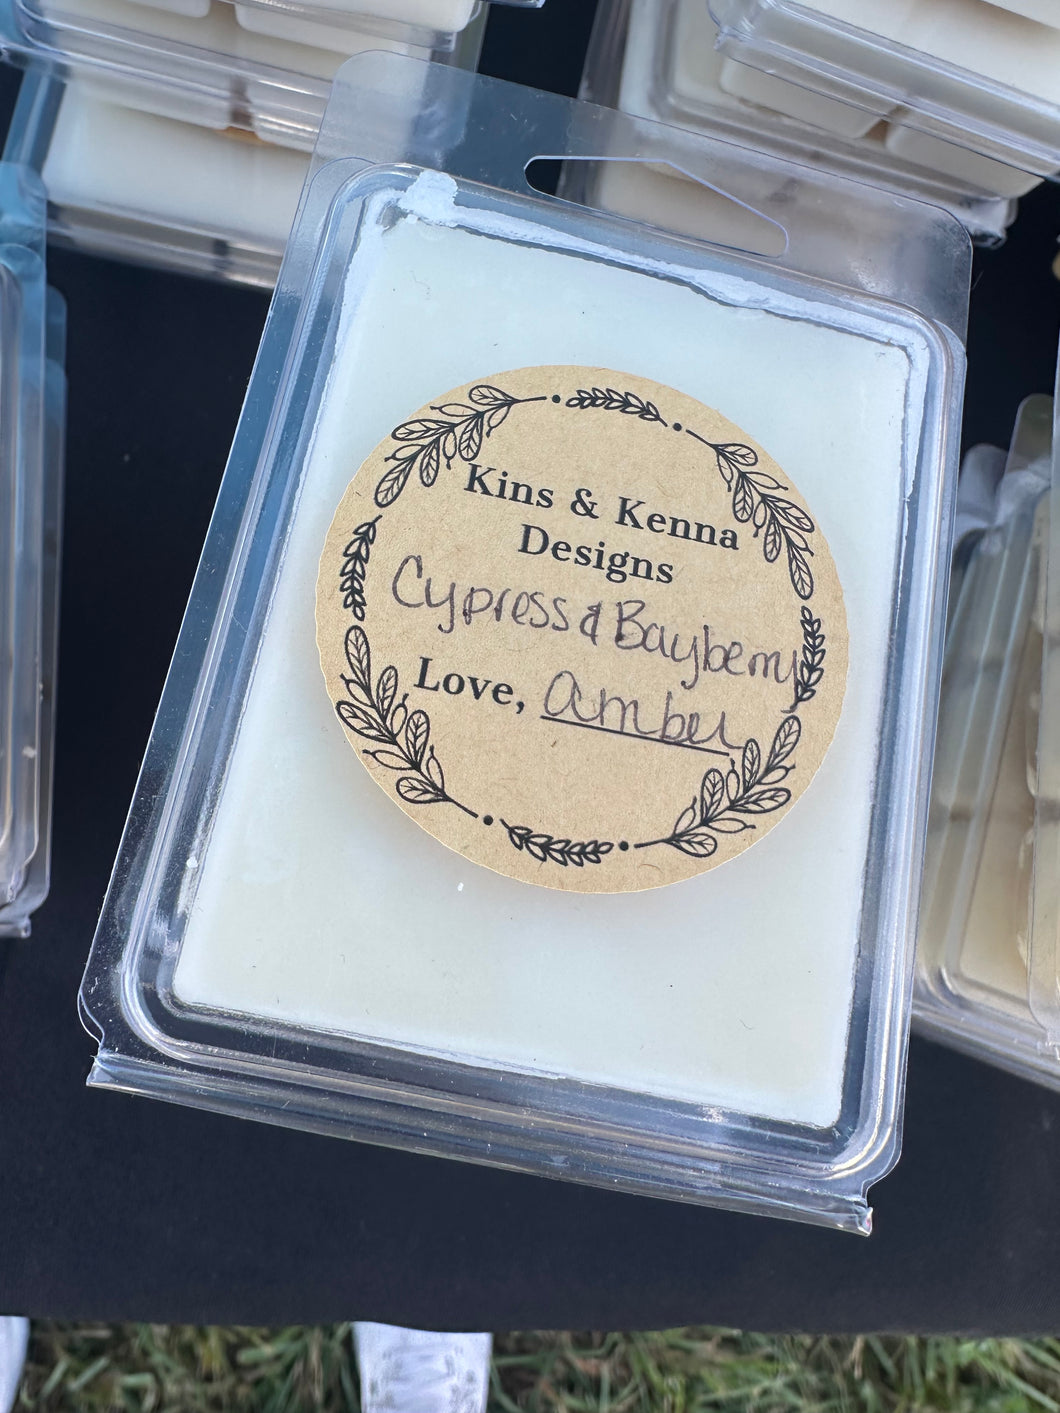 Kins & Kenna
Designs
Cypress & Bayberry
Love, amber